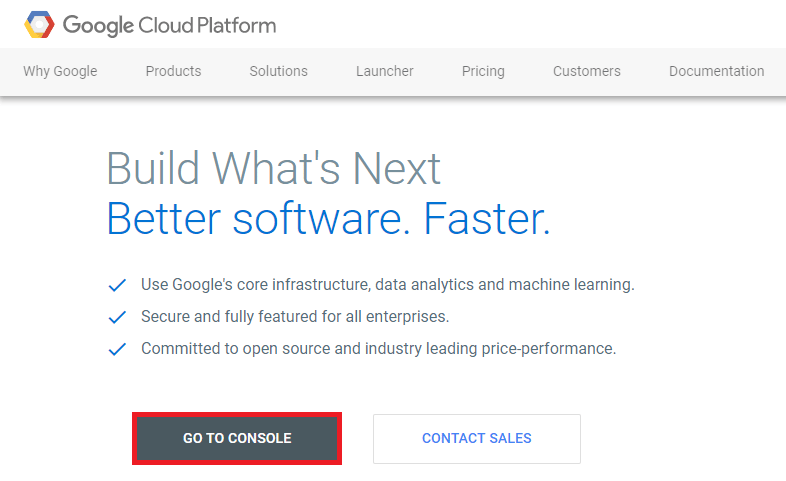 Google Cloud Platform
Why Google Products Solutions Launcher Pricing Customers Documentation
Build What's Next
Better software. Faster.
Use Google's core infrastructure, data analytics and machine learning.
Secure and fully featured for all enterprises.
Committed to open source and industry leading price-performance.
GO TO CONSOLE CONTACT SALES